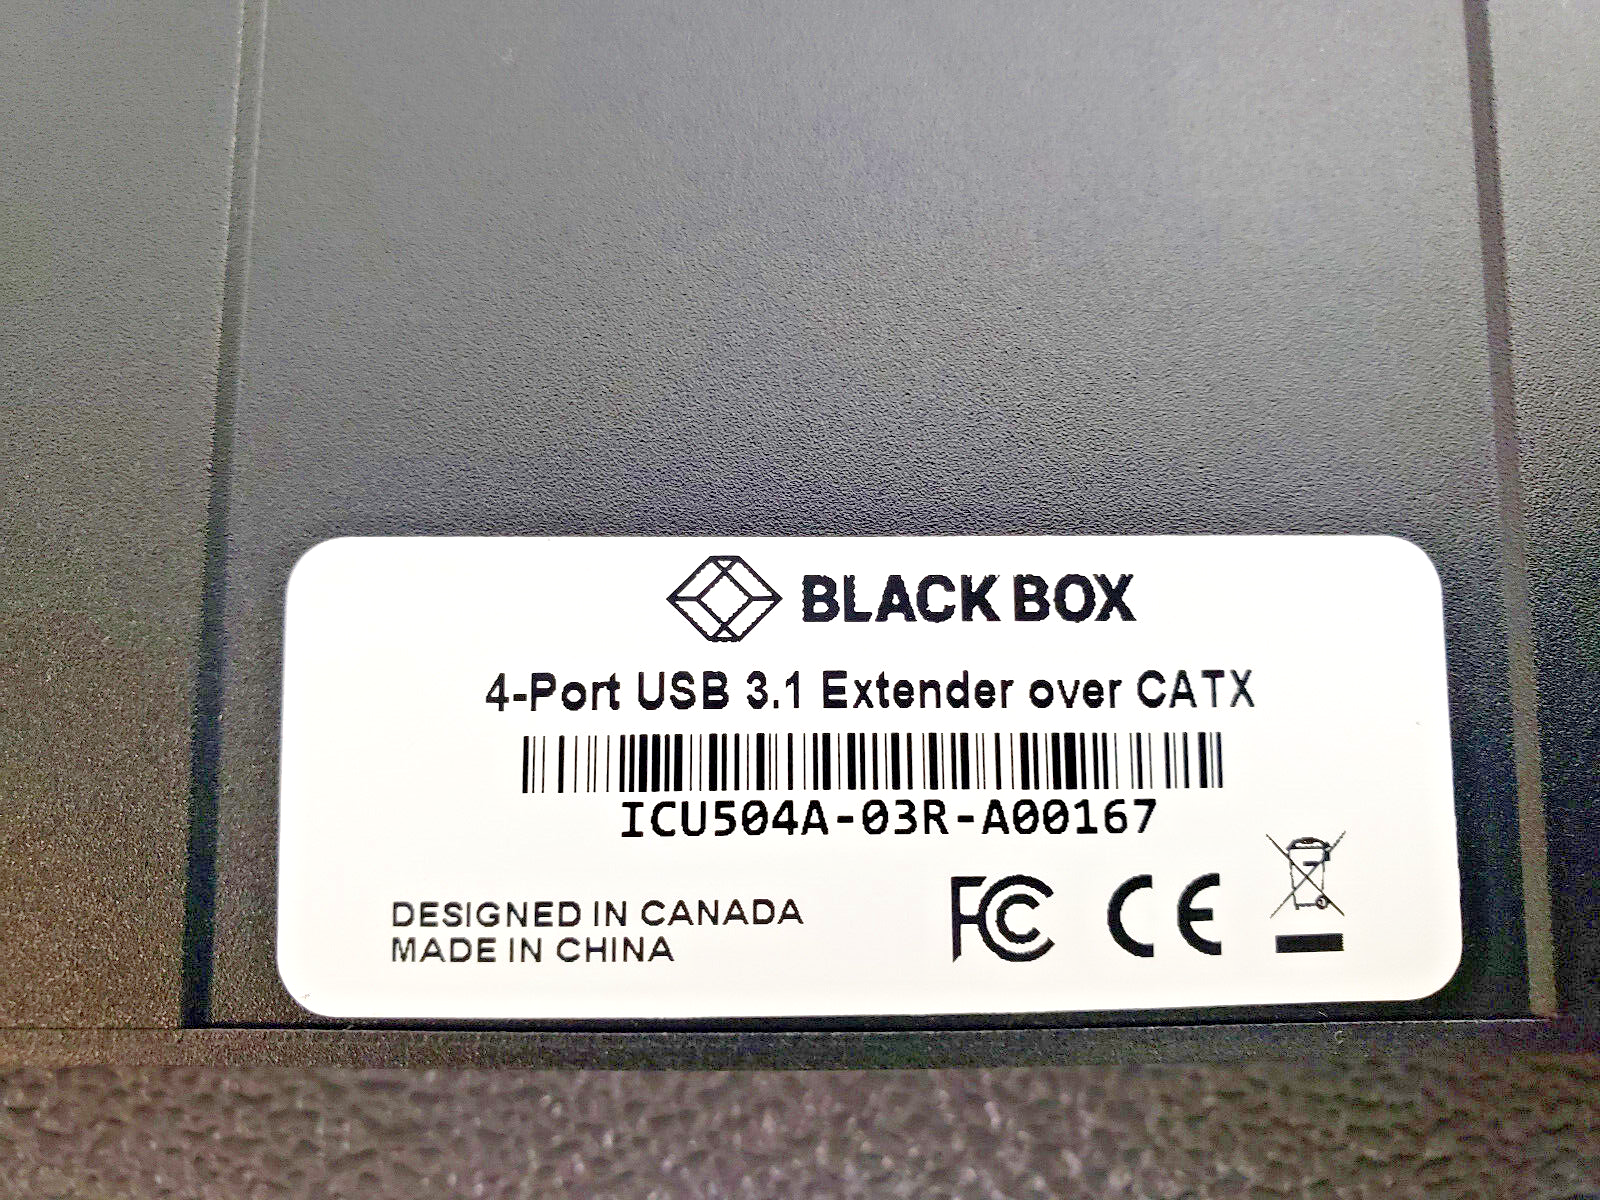 BLACK BOX
4-Port USB 3.1 Extender over CATX
ICU504A-03R-A00167
DESIGNED IN CANADA
MADE IN CHINA
FC CE